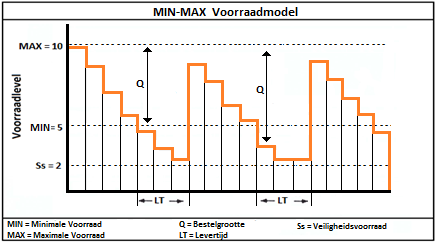 MIN-MAX Voorraadmodel
MAX = 10
Q
Q
Voorraadlevel
MIN= 5
Ss = 2
LT
LT
MIN = Minimale Voorraad
Q = Bestelgrootte
Ss = Veiligheidsvoorraad
MAX = Maximale Voorraad
LT = Levertijd